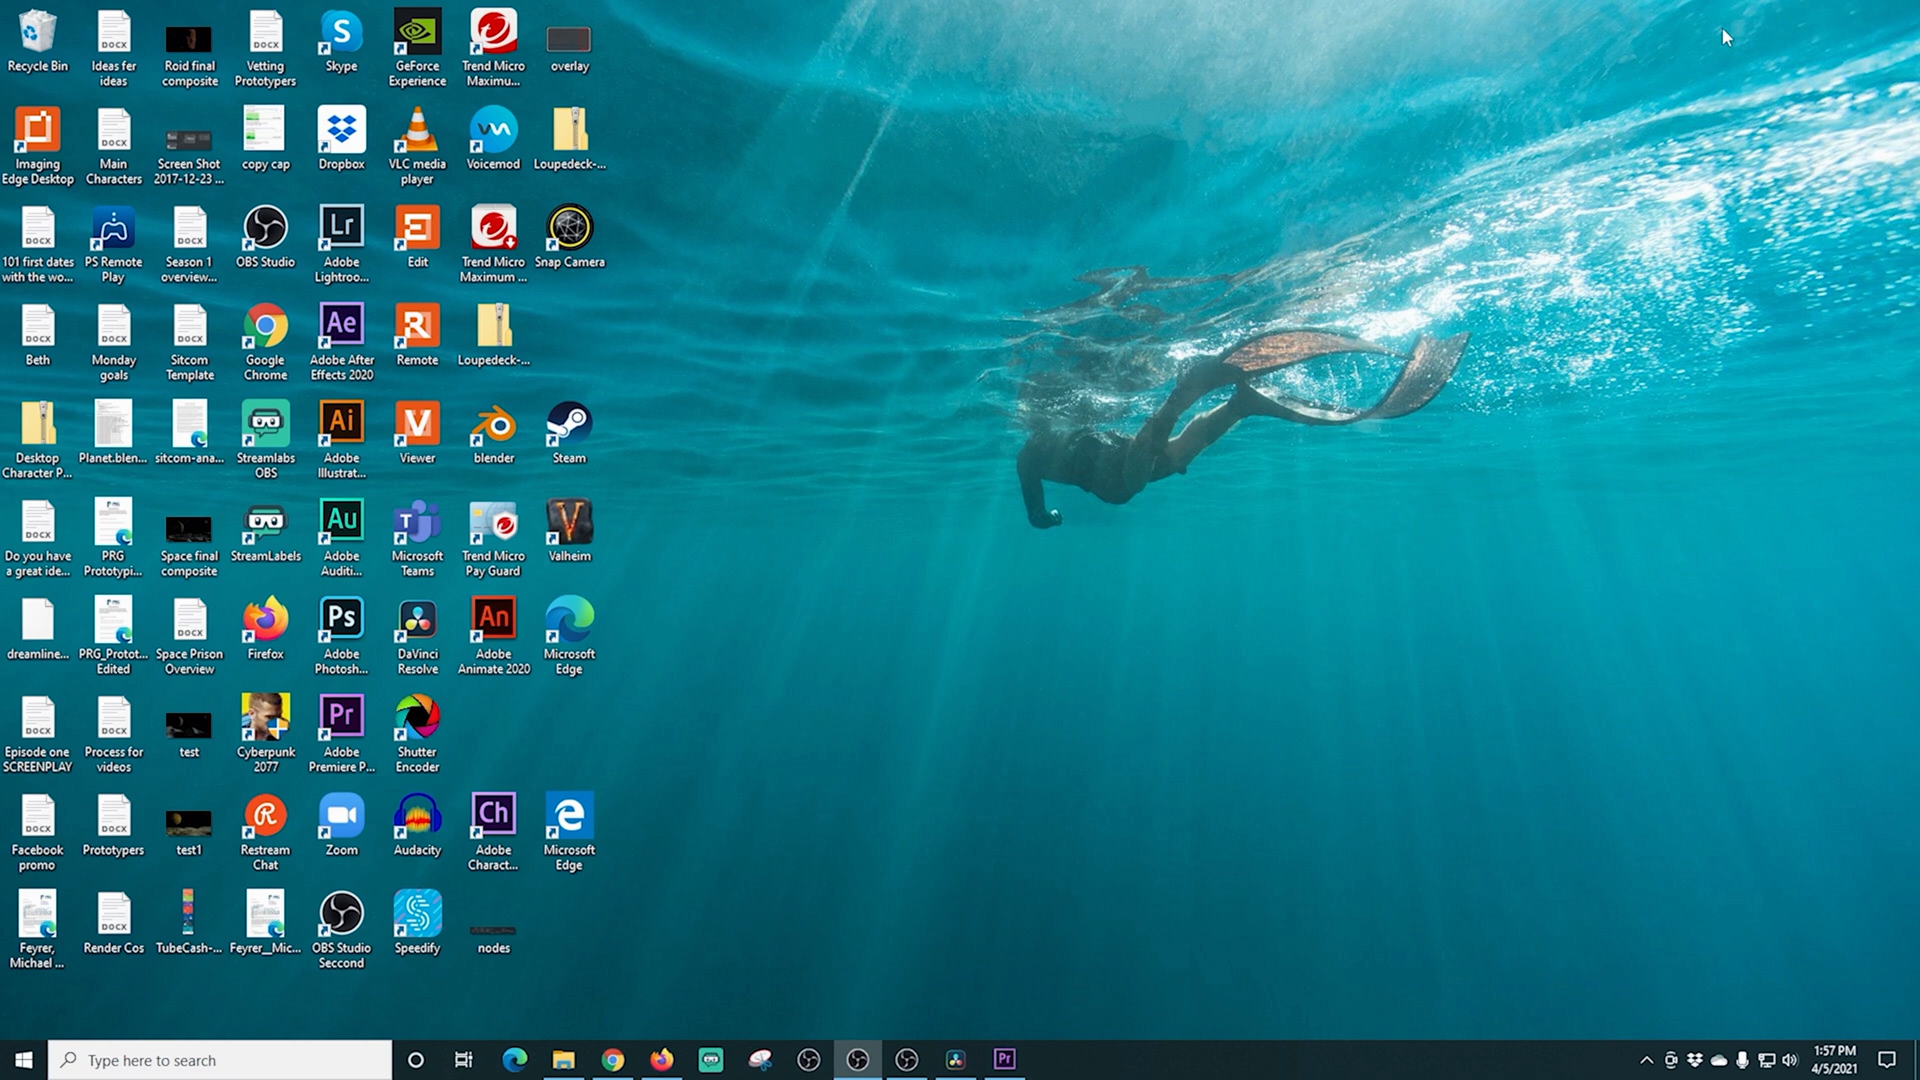 Recycle Bin
Ideas fer
ideas
Roid final
composite
Vetting
Prototypers
Skype
GeForce
Experience
Trend Micro
Maximu...
overlay
Imaging
Edge Desktop
Main
Characters
Screen Shot
2017-12-23 ...
copy cap
Dropbox
VLC media
player
Voicemod
Loupedeck-...
101 first dates
with the wo...
PS Remote
Play
Season 1
overview...
OBS Studio
Adobe
Lightroo...
Edit
Trend Micro
Maximum ...
Snap Camera
Beth
Monday
goals
Sitcom
Template
Google
Chrome
Adobe After
Effects 2020
Remote
Loupedeck-...
Desktop
Character P...
Planet.blen...
sitcom-ana...
Streamlabs
OBS
Adobe
Illustrat...
Viewer
blender
Steam
Do you have
a great ide...
PRG
Prototypi...
Space final
composite
StreamLabels
Adobe
Auditi...
Microsoft
Teams
Trend Micro
Pay Guard
Valheim
dreamline...
PRG_Protot...
Edited
Space Prison
Overview
Firefox
Adobe
Photosh...
DaVinci
Resolve
Adobe
Animate 2020
Microsoft
Edge
Episode one
SCREENPLAY
Process for
videos
test
Cyberpunk
2077
Adobe
Premiere P...
Shutter
Encoder
Facebook
promo
Prototypers
test1
Restream
Chat
Zoom
Audacity
Adobe
Charact...
Microsoft
Edge
Feyrer,
Michael ...
Render Cos
TubeCash-...
Feyrer__Mic...
OBS Studio
Seccond
Speedify
nodes
Type here to search
1:57 PM
4/5/2021